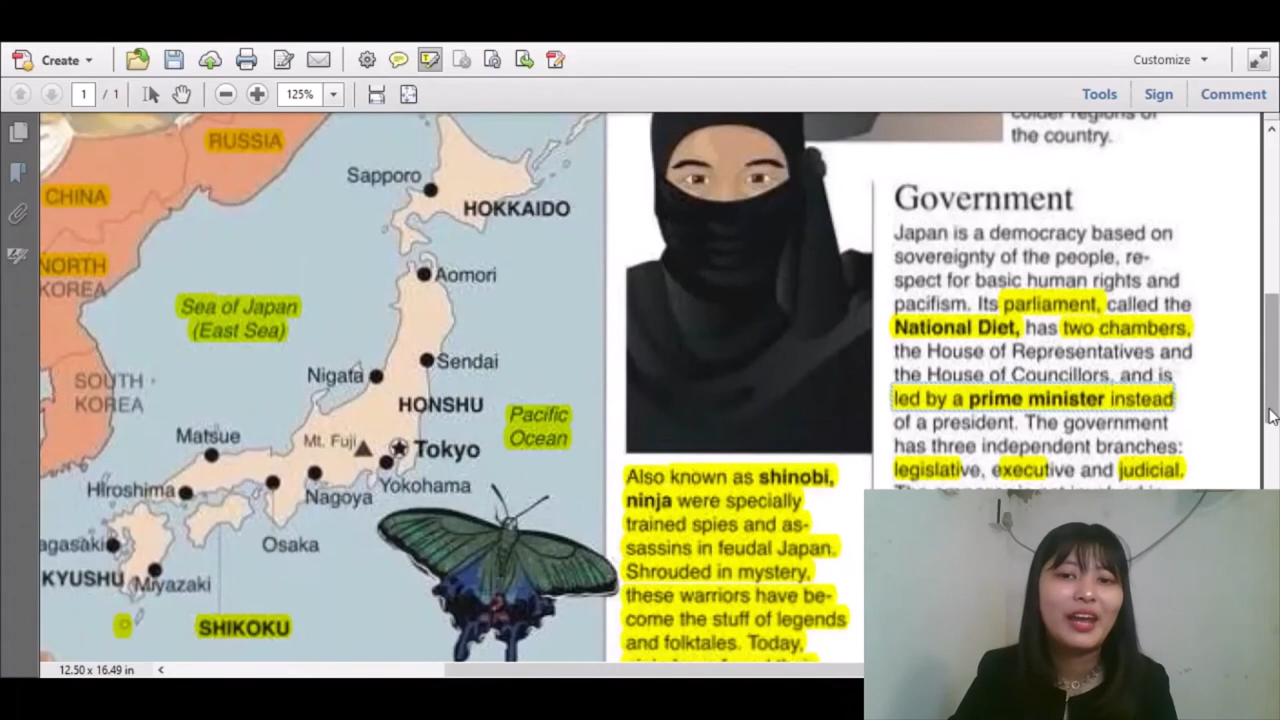 Create
Customize
1 / 1
125%
Tools
Sign
Comment
RUSSIA
CHINA
NORTH
KOREA
SOUTH
KOREA
Sea of Japan
(East Sea)
Sapporo
HOKKAIDO
Aomori
Sendai
Nigata
HONSHU
Pacific
Ocean
Matsue
Mt. Fuji
Tokyo
Hiroshima
Nagoya
Yokohama
agasaki
Osaka
KYUSHU
Miyazaki
SHIKOKU
Also known as shinobi,
ninja were specially
trained spies and as-
sassins in feudal Japan.
Shrouded in mystery,
these warriors have be-
come the stuff of legends
and folktales. Today,
colder regions of
the country.
Government
Japan is a democracy based on
sovereignty of the people, re-
spect for basic human rights and
pacifism. Its parliament, called the
National Diet, has two chambers,
the House of Representatives and
the House of Councillors, and is
led by a prime minister instead
of a president. The government
has three independent branches:
legislative, executive and judicial.
12.50 x 16.49 in